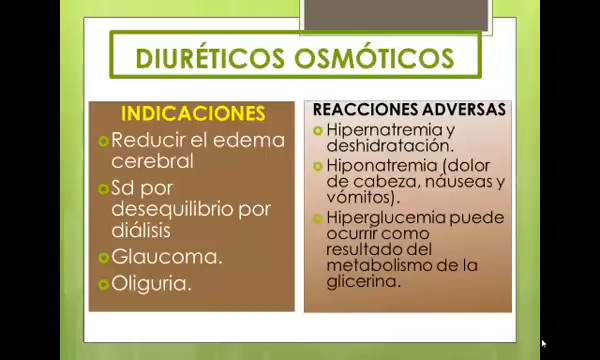 DIURÉTICOS OSMÓTICOS
INDICACIONES
Reducir el edema
cerebral
Sd por
desequilibrio por
diálisis
Glaucoma.
Oliguria.
REACCIONES ADVERSAS
Hipernatremia y
deshidratación.
Hiponatremia (dolor
de cabeza, náuseas y
vómitos).
Hiperglucemia puede
ocurrir como
resultado del
metabolismo de la
glicerina.